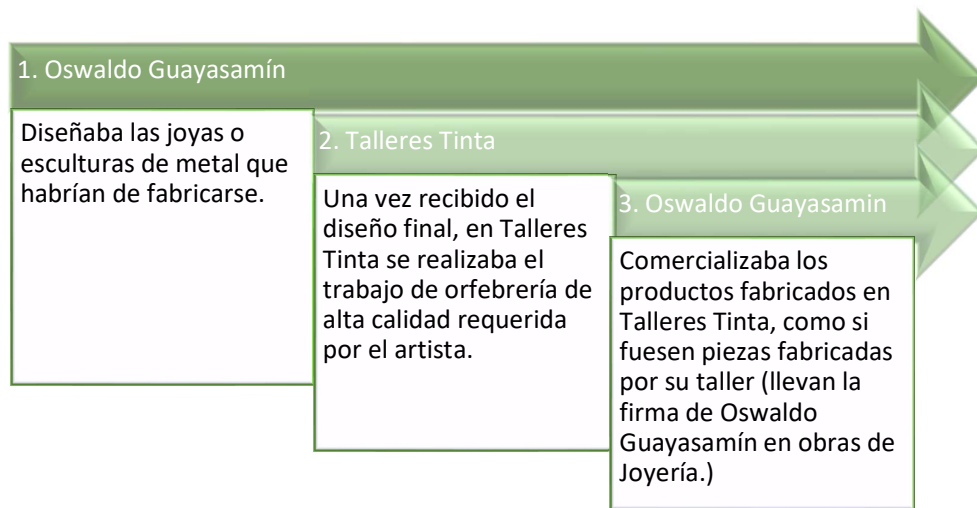 1. Oswaldo Guayasamín
Diseñaba las joyas o
esculturas de metal que
habrían de fabricarse.
2. Talleres Tinta
Una vez recibido el
diseño final, en Talleres
Tinta se realizaba el
trabajo de orfebrería de
alta calidad requerida
por el artista.
3. Oswaldo Guayasamin
Comercializaba los
productos fabricados en
Talleres Tinta, como si
fuesen piezas fabricadas
por su taller (llevan la
firma de Oswaldo
Guayasamín en obras de
Joyería.)